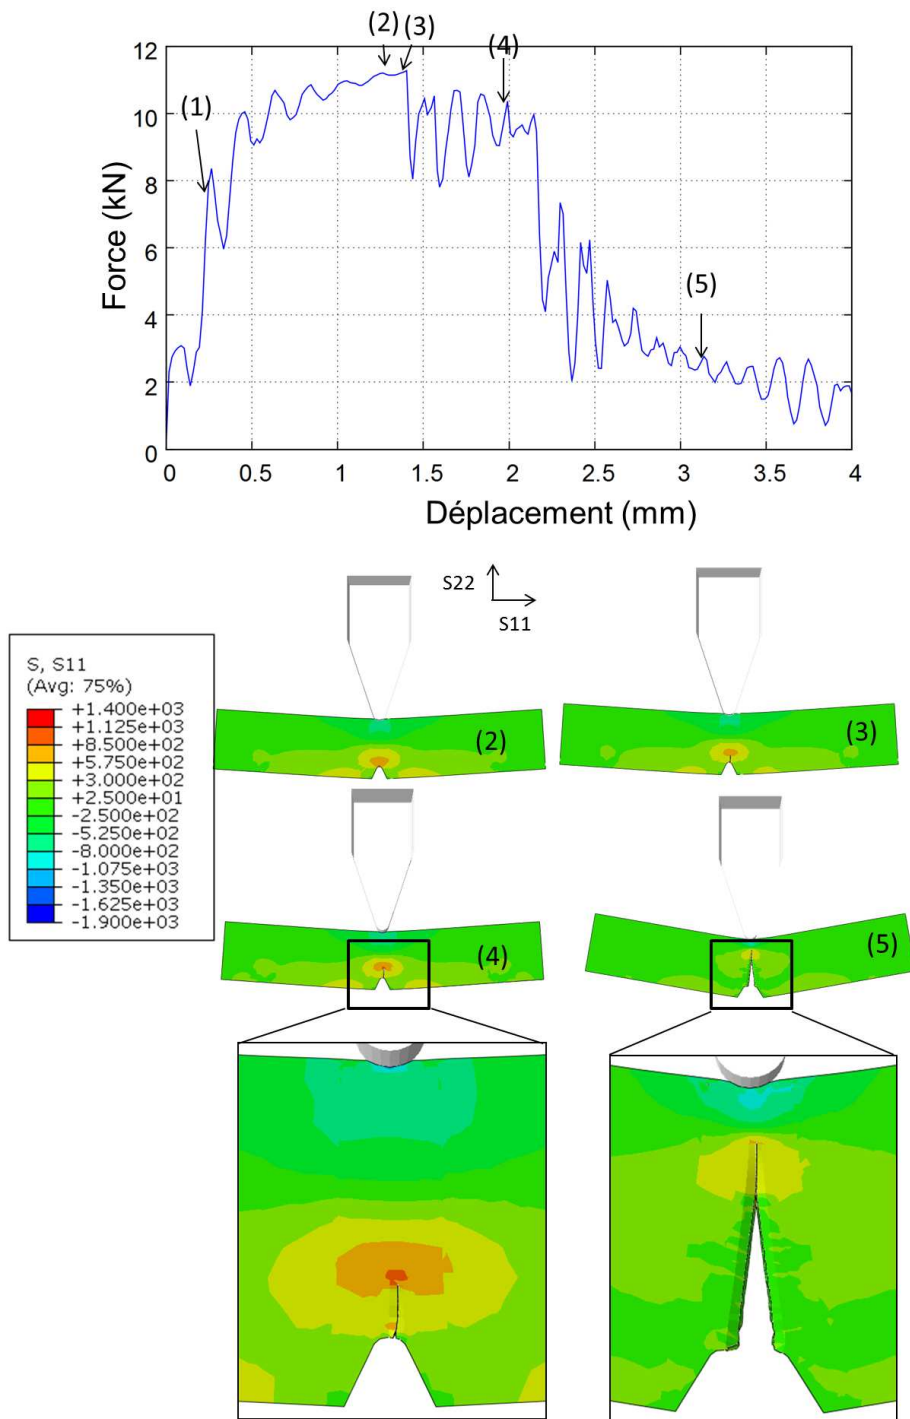 (2) (3)
(4)
(1)
(5)
12
10
8
6
4
2
0
Force (kN)
0 0.5 1 1.5 2 2.5 3 3.5 4
Déplacement (mm)
S22
S11
S, S11
(Avg: 75%)
+1.400e+03
+1.125e+03
+8.500e+02
+5.750e+02
+3.000e+02
+2.500e+01
-2.500e+02
-5.250e+02
-8.000e+02
-1.075e+03
-1.350e+03
-1.625e+03
-1.900e+03
(2)
(3)
(4)
(5)